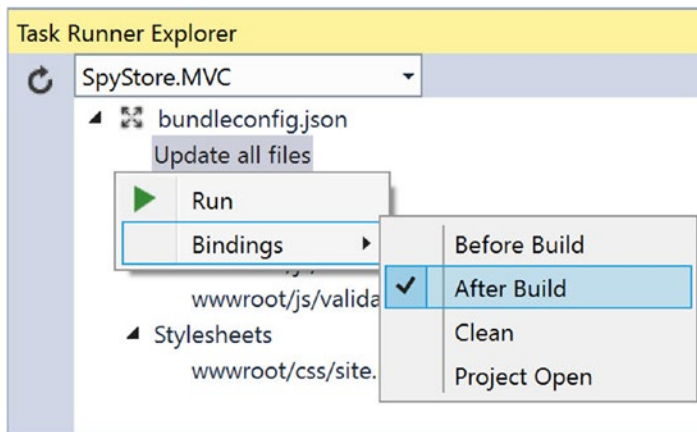 Task Runner Explorer
SpyStore.MVC
bundleconfig.json
Update all files
Run
Bindings
Before Build
After Build
Clean
Project Open
wwwroot/js/valida
Stylesheets
wwwroot/css/site.